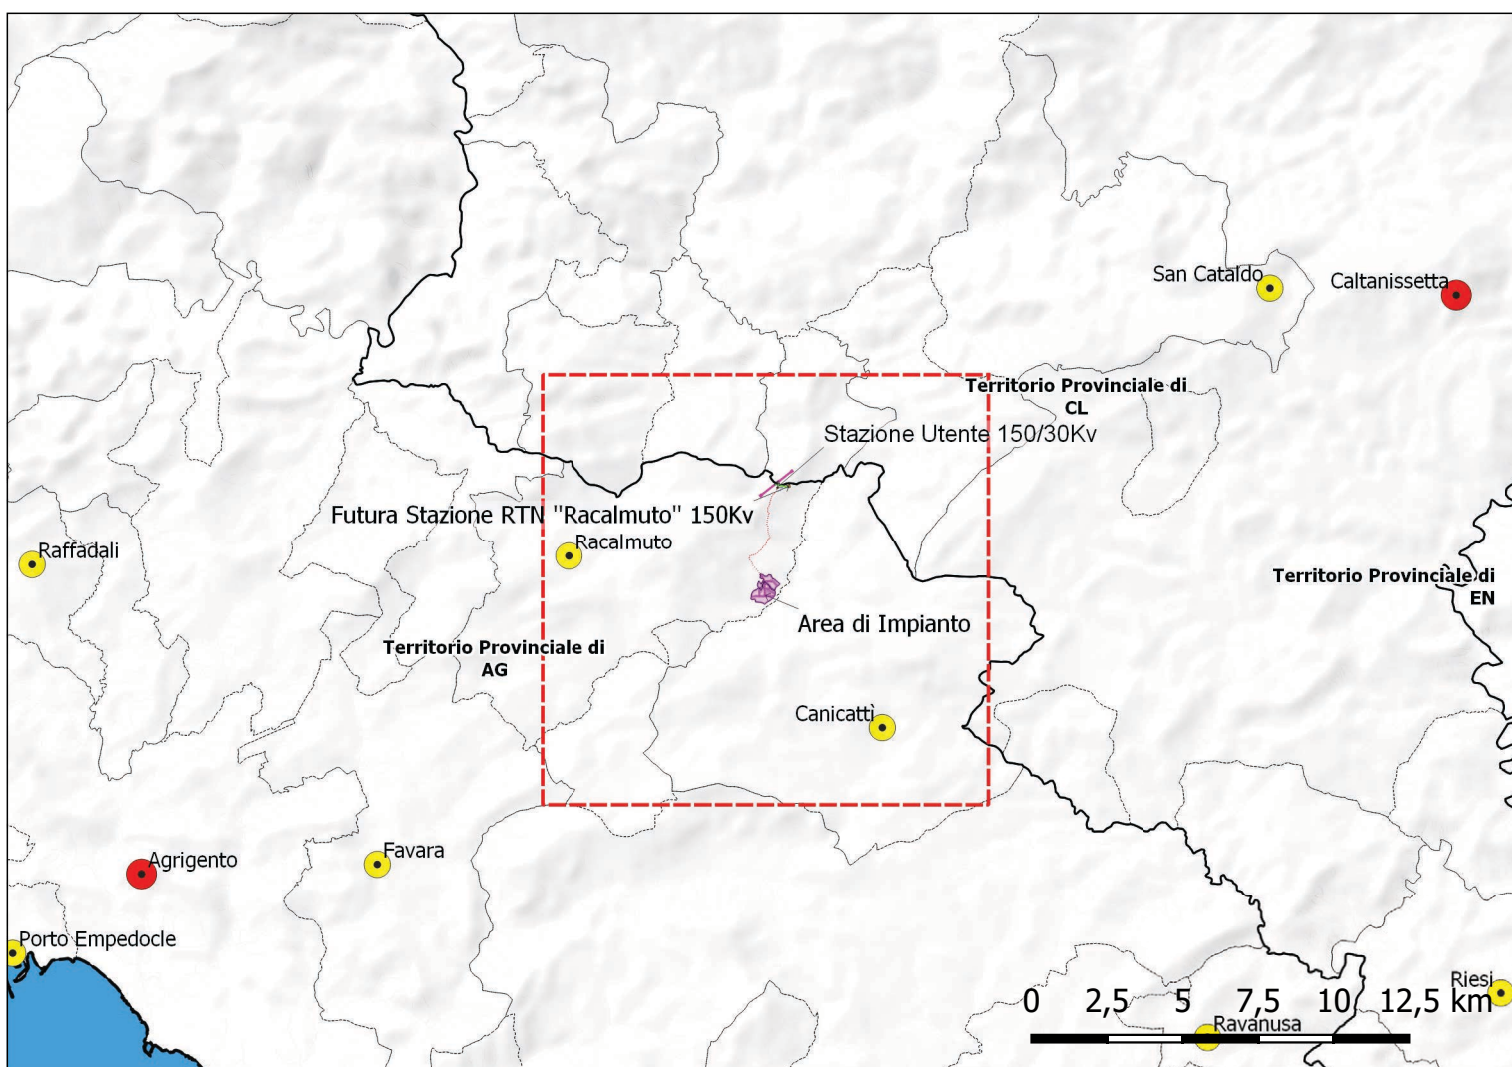 San Cataldo
Caltanissetta
Territorio Provinciale di
CL
Stazione Utente 150/30Kv
Futura Stazione RTN "Racalmuto" 150Kv
Racalmuto
Raffadali
Territorio Provinciale di
EN
Area di Impianto
Territorio Provinciale di
AG
Canicattì
Favara
Agrigento
Porto Empedocle
Riesi
0 2,5 5 7,5 10 12,5 km
Ravanusa